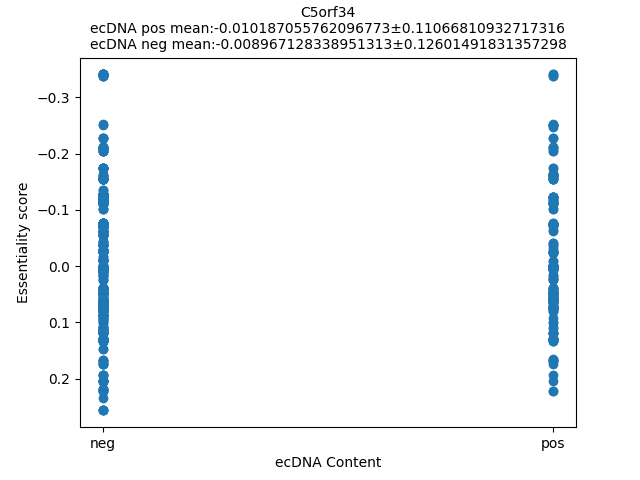 C5orf34
ecDNA pos mean:-0.010187055762096773±0.11066810932717316
ecDNA neg mean:-0.008967128338951313±0.12601491831357298
−0.3
−0.2
−0.1
0.0
0.1
0.2
Essentiality score
neg
pos
ecDNA Content